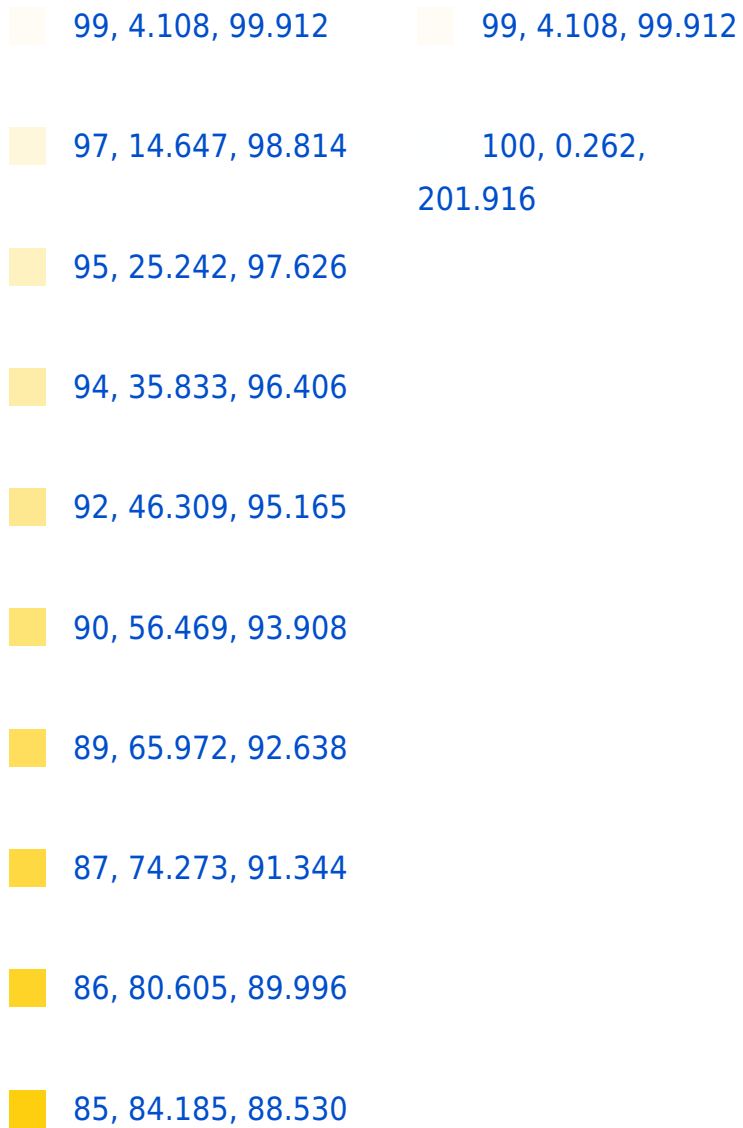 99, 4.108, 99.912
97, 14.647, 98.814
95, 25.242, 97.626
94, 35.833, 96.406
92, 46.309, 95.165
90, 56.469, 93.908
89, 65.972, 92.638
87, 74.273, 91.344
86, 80.605, 89.996
85, 84.185, 88.530
99, 4.108, 99.912
100, 0.262,
201.916